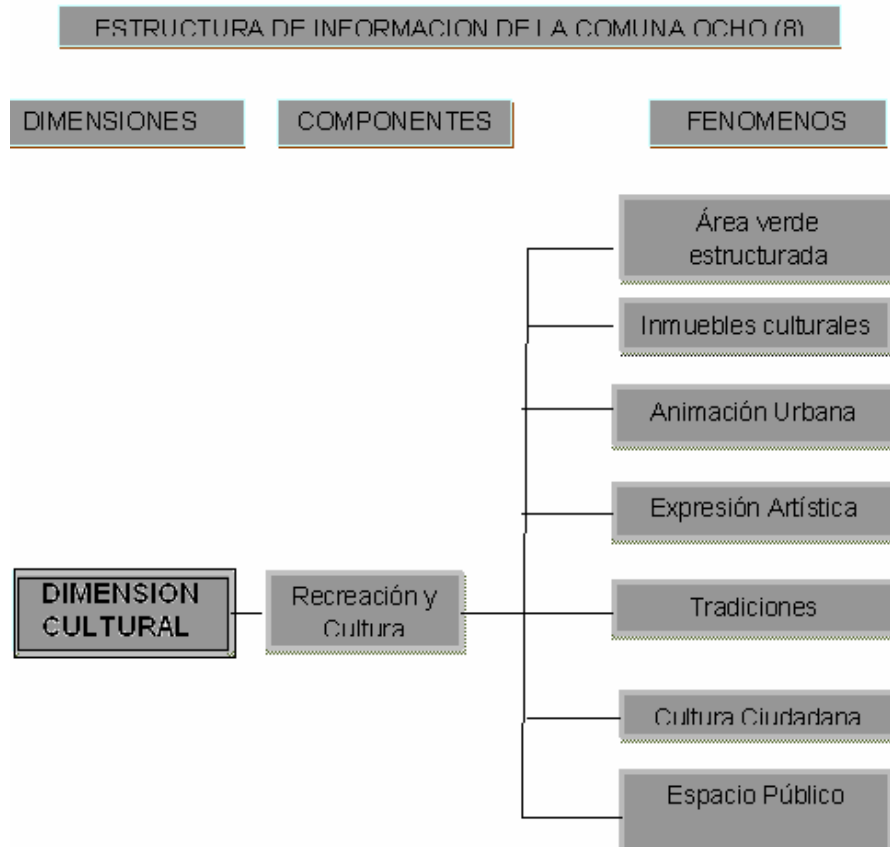 ESTRUCTURA DE INFORMACION DE LA COMUNA OCHO (8)
DIMENSIONES
COMPONENTES
FENOMENOS
Área verde
estructurada
Inmuebles culturales
Animación Urbana
Expresión Artística
DIMENSION
CULTURAL
Recreación y
Cultura
Tradiciones
Cultura Ciudadana
Espacio Público